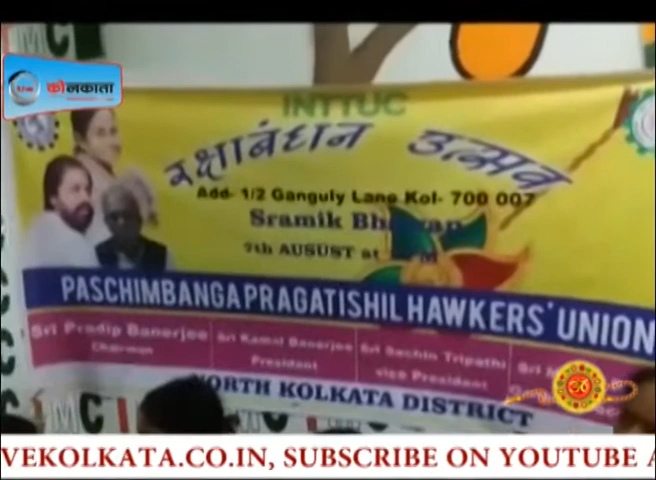 कोलकाता
INTTUC
रक्षाबंधन उत्सव
Add- 1/2 Ganguly Lane Kol- 700 007
Sramik
7th AUGUST at
PASCHIMBANGA PRAGATISHIL HAWKERS' UNION
Sri Pradip Banerjee
Chairman
Sri Kamal Banerjee
President
Sri Sachin Tripathi
vice President
Sri
NORTH KOLKATA DISTRICT
VEKOLKATA.CO.IN, SUBSCRIBE ON YOUTUBE